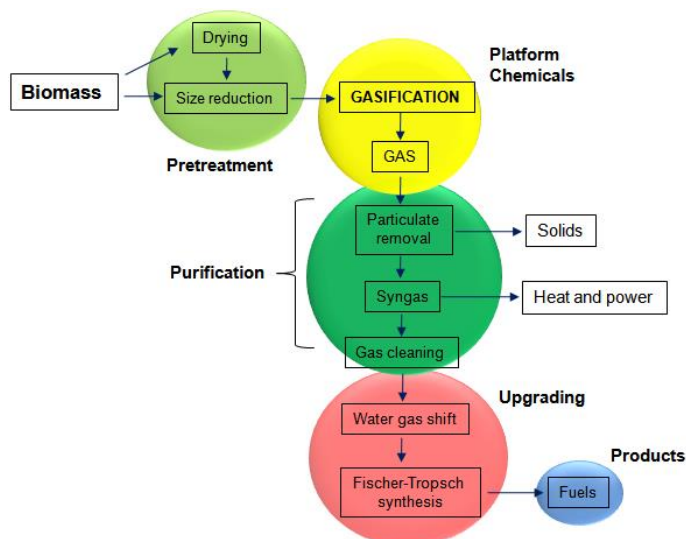 Drying
Biomass
Size reduction
Pretreatment
Platform
Chemicals
GASIFICATION
GAS
Purification
Particulate
removal
Solids
Syngas
Heat and power
Gas cleaning
Upgrading
Water gas shift
Fischer-Tropsch
synthesis
Products
Fuels